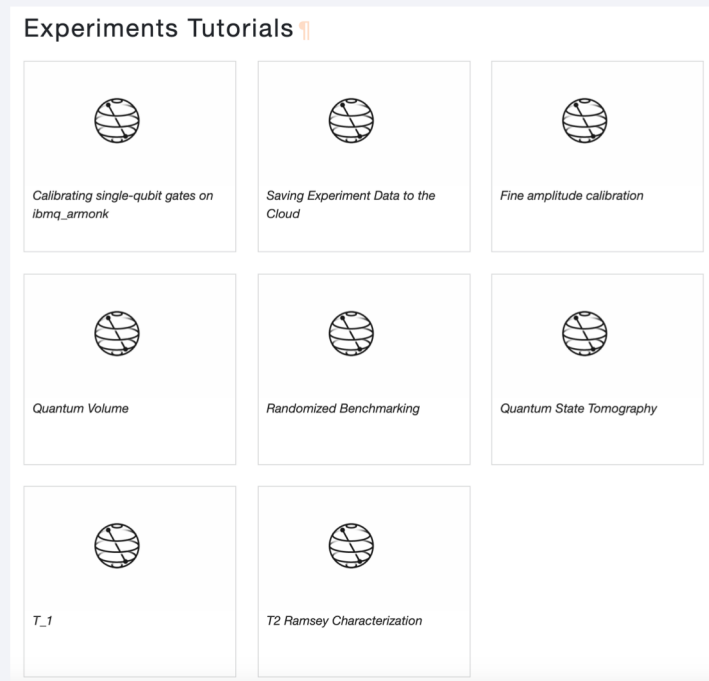 Experiments Tutorials¶
Calibrating single-qubit gates on
ibmq_armonk
Saving Experiment Data to the
Cloud
Fine amplitude calibration
Quantum Volume
Randomized Benchmarking
Quantum State Tomography
T_1
T2 Ramsey Characterization